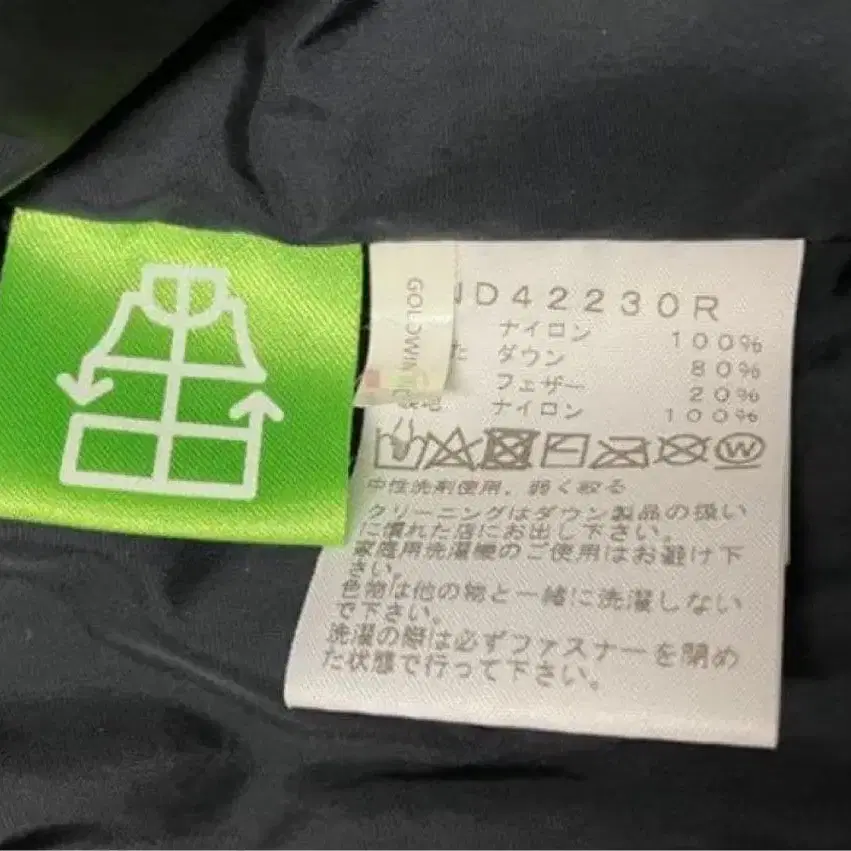 GOLDWIN
ND42230R
ナイロン 100%
た ダウン 80%
フェザー 20%
裏地 ナイロン 100%
W
中性洗剤使用、弱く絞る
クリーニングはダウン製品の扱い
に慣れた店にお出し下さい。
家庭用洗濯機のご使用はお避け下
さい。
色物は他の物と一緒に洗濯しない
で下さい。
洗濯の際は必ずファスナーを閉め
た状態で行って下さい。